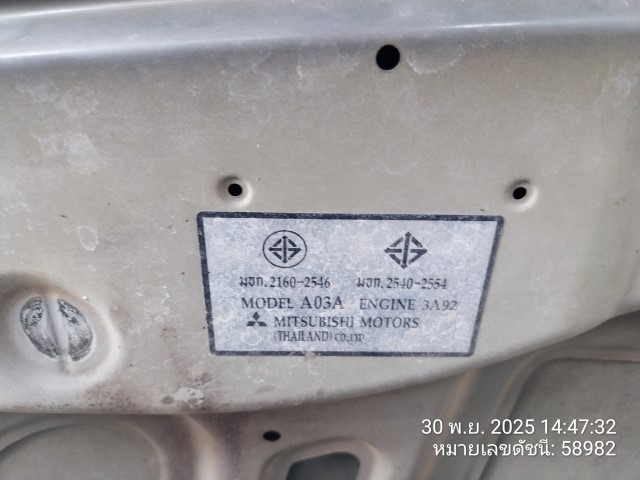 มอก.2160-2546 มอก.2540-2554
MODEL A03A ENGINE 3A92
MITSUBISHI MOTORS
(THAILAND) CO.,LTD
30 พ.ย. 2025 14:47:32
หมายเลขดัชนี: 58982